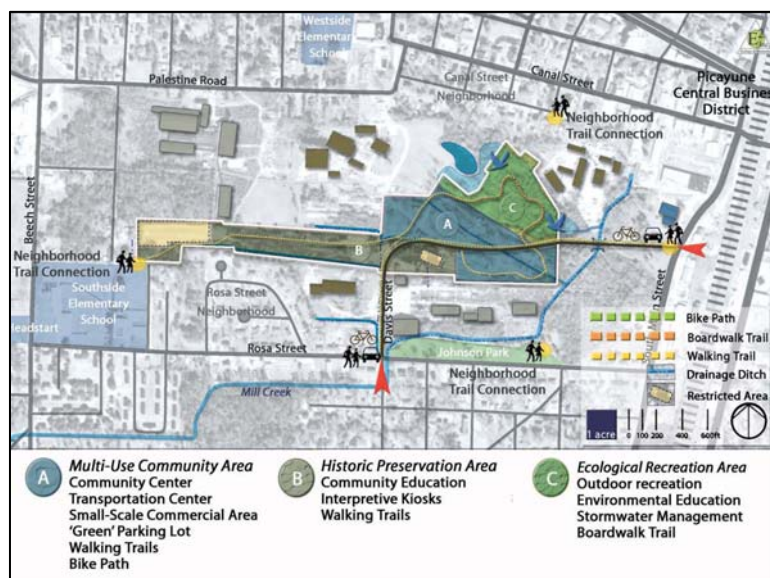 Westside
Elementary
School
E
Palestine Road
Canal Street
Neighborhood
Canal Street
Picayune
Central Business
District
Neighborhood
Trail Connection
Beech Street
A
C
B
Neighborhood
Trail Connection
Southside
Elementary
School
Headstart
Rosa Street
Neighborhood
Davis Street
Rosa Street
Mill Creek
Johnson Park
Neighborhood
Trail Connection
Main Street
Bike Path
Boardwalk Trail
Walking Trail
Drainage Ditch
Restricted Area
1 acre
0 100 200 400 600ft
A
Multi-Use Community Area
Community Center
Transportation Center
Small-Scale Commercial Area
'Green' Parking Lot
Walking Trails
Bike Path
B
Historic Preservation Area
Community Education
Interpretive Kiosks
Walking Trails
C
Ecological Recreation Area
Outdoor recreation
Environmental Education
Stormwater Management
Boardwalk Trail